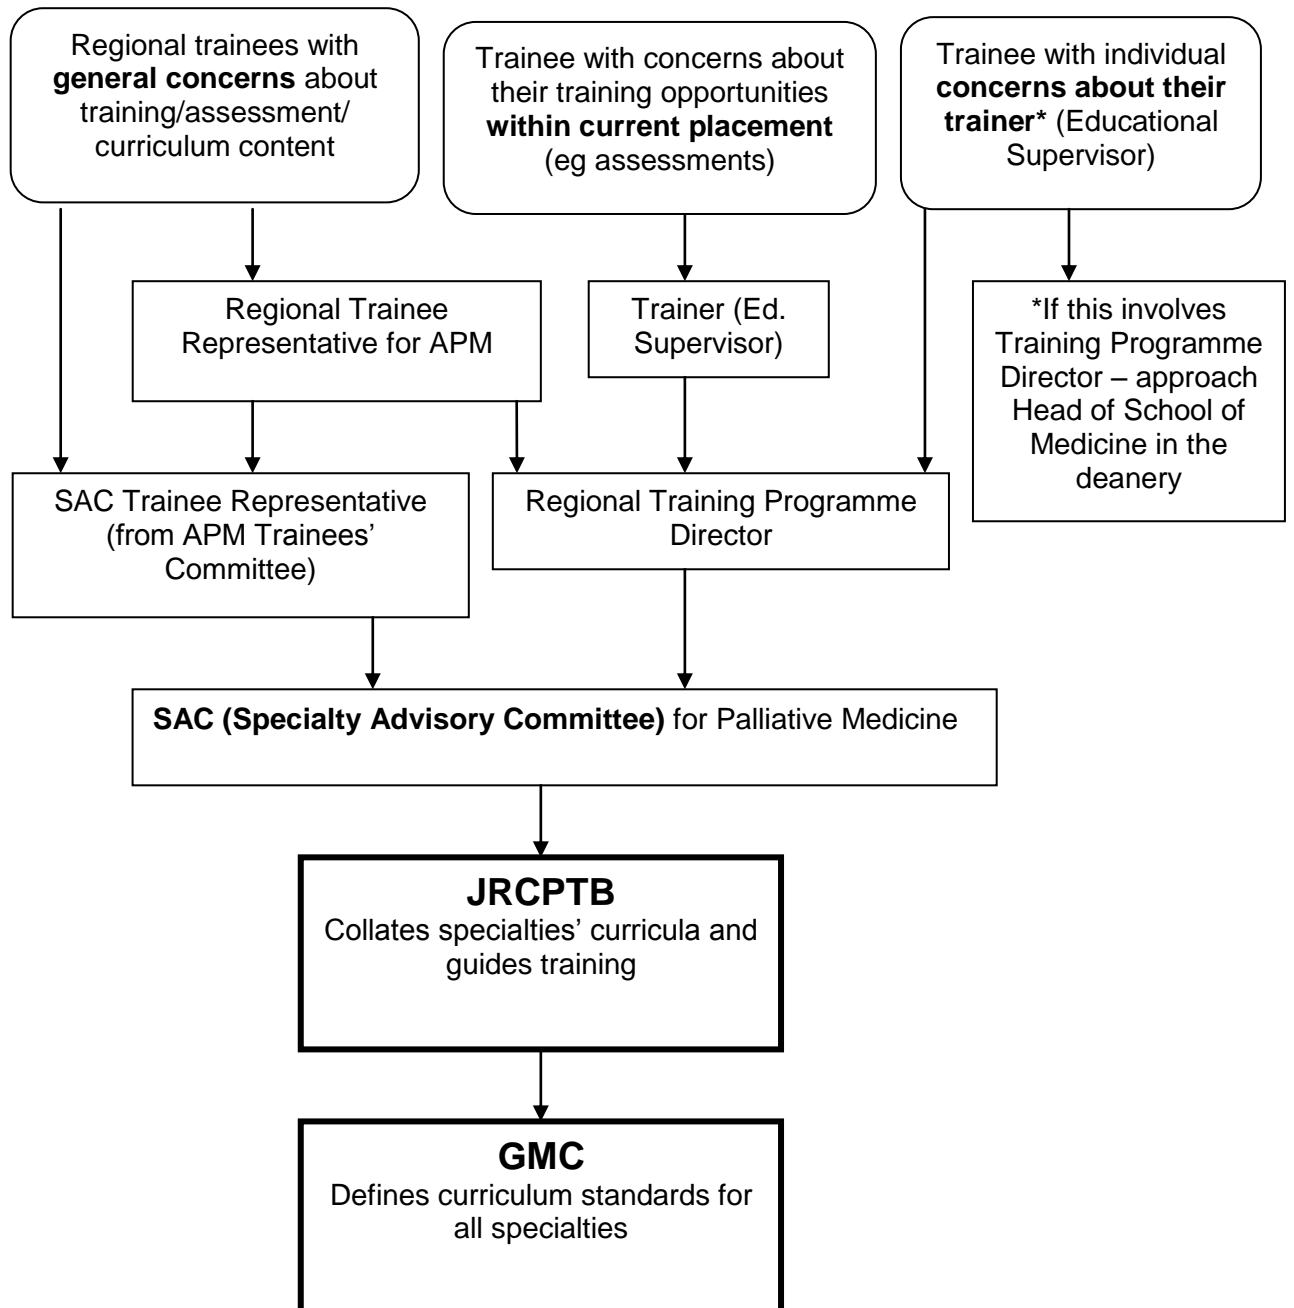 Regional trainees with
general concerns about
training/assessment/
curriculum content
Trainee with concerns about
their training opportunities
within current placement
(eg assessments)
Trainee with individual
concerns about their
trainer* (Educational
Supervisor)
Regional Trainee
Representative for APM
Trainer (Ed.
Supervisor)
*If this involves
Training Programme
Director – approach
Head of School of
Medicine in the
deanery
SAC Trainee Representative
(from APM Trainees’
Committee)
Regional Training Programme
Director
SAC (Specialty Advisory Committee) for Palliative Medicine
JRCPTB
Collates specialties’ curricula and
guides training
GMC
Defines curriculum standards for
all specialties